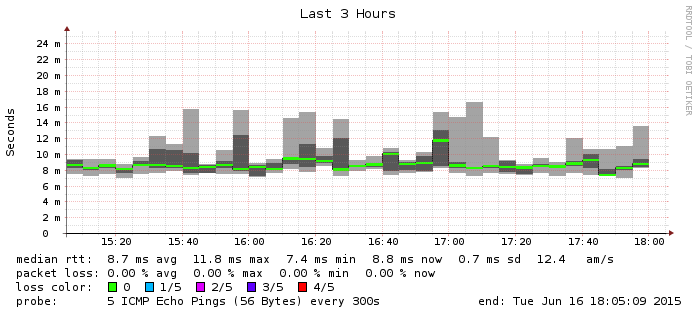 Last 3 Hours
RRDTOOL / TOBI OETIKER
Seconds
24 m
22 m
20 m
18 m
16 m
14 m
12 m
10 m
8 m
6 m
4 m
2 m
0
15:20 15:40 16:00 16:20 16:40 17:00 17:20 17:40 18:00
median rtt: 8.7 ms avg 11.8 ms max 7.4 ms min 8.8 ms now 0.7 ms sd 12.4 am/s
packet loss: 0.00 % avg 0.00 % max 0.00 % min 0.00 % now
loss color: 0 1/5 2/5 3/5 4/5
probe: 5 ICMP Echo Pings (56 Bytes) every 300s end: Tue Jun 16 18:05:09 2015